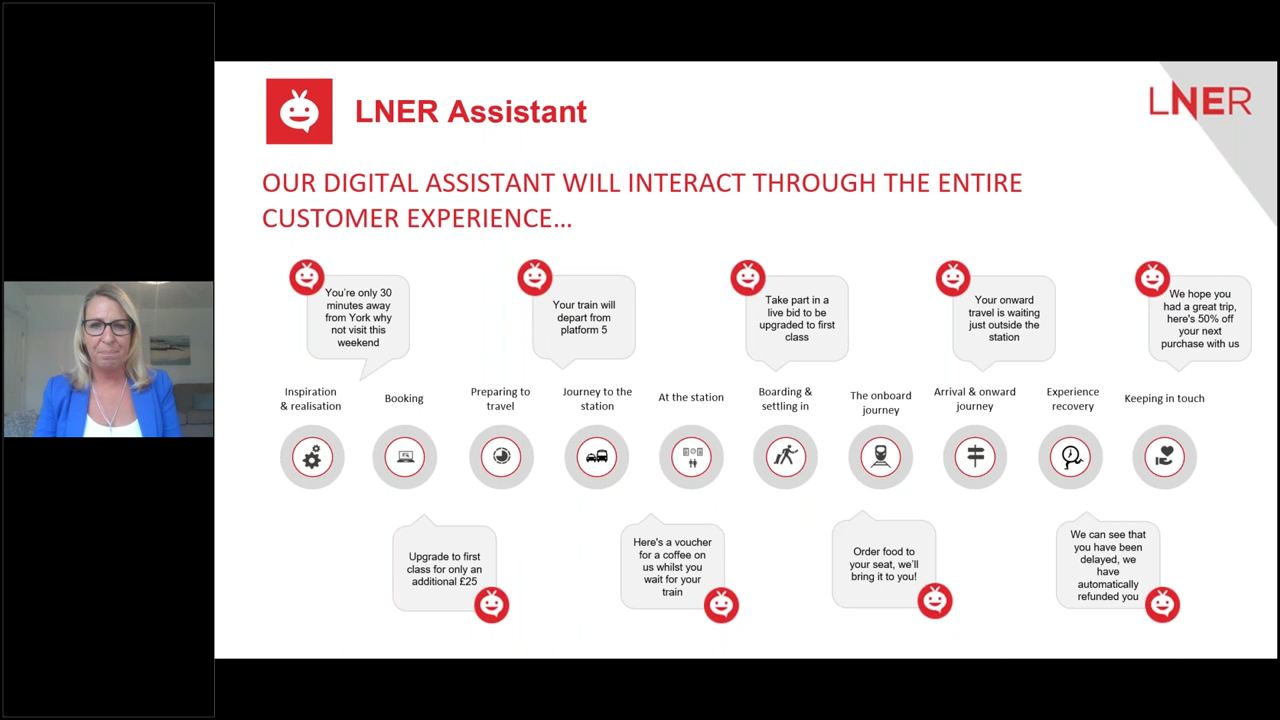 LNER Assistant
LNER
OUR DIGITAL ASSISTANT WILL INTERACT THROUGH THE ENTIRE
CUSTOMER EXPERIENCE...
You're only 30
minutes away
from York why
not visit this
weekend
Your train will
depart from
platform 5
Take part in a
live bid to be
upgraded to first
class
Your onward
travel is waiting
just outside the
station
We hope you
had a great trip,
here's 50% off
your next
purchase with us
Inspiration
& realisation
Booking
Preparing to
travel
Journey to the
station
At the station
Boarding &
settling in
The onboard
journey
Arrival & onward
journey
Experience
recovery
Keeping in touch
Upgrade to first
class for only an
additional £25
Here's a voucher
for a coffee on
us whilst you
wait for your
train
Order food to
your seat, we'll
bring it to you!
We can see that
you have been
delayed, we
have
automatically
refunded you